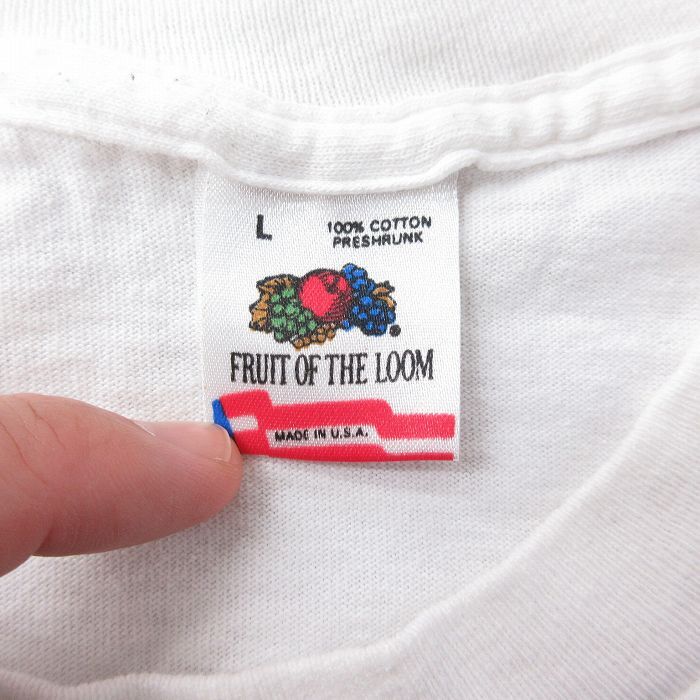 L
100% COTTON
PRESHRUNK
®
FRUIT OF THE LOOM
MADE IN U.S.A.